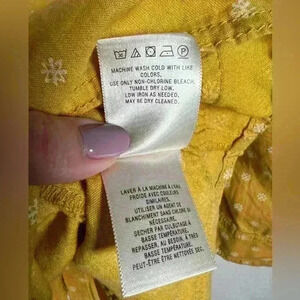 MACHINE WASH COLD WITH LIKE
COLORS.
USE ONLY NON-CHLORINE BLEACH.
TUMBLE DRY LOW.
LOW IRON AS NEEDED.
MAY BE DRY CLEANED.
LAVER À LA MACHINE À L'EAU
FROIDE AVEC COULEURS
SIMILAIRES.
UTILISER UN AGENT DE
BLANCHIMENT SANS CHLORE SI
NÉCESSAIRE.
SÉCHER PAR CULBUTAGE À
BASSE TEMPÉRATURE.
REPASSER, AU BESOIN, À TRÈS
BASSE TEMPÉRATURE.
PEUT-ÊTRE NETTOYÉ SEC.